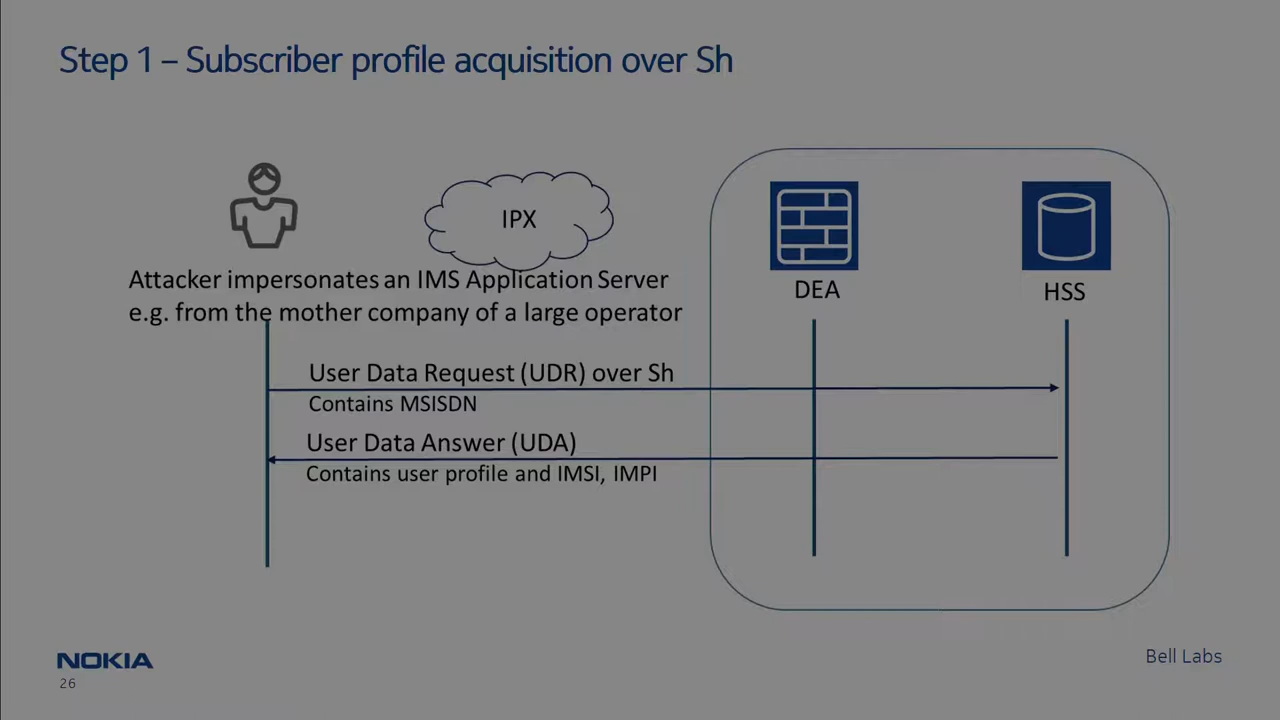 Step 1 – Subscriber profile acquisition over Sh
IPX
Attacker impersonates an IMS Application Server
e.g. from the mother company of a large operator
DEA
HSS
User Data Request (UDR) over Sh
Contains MSISDN
User Data Answer (UDA)
Contains user profile and IMSI, IMPI
NOKIA
26
Bell Labs